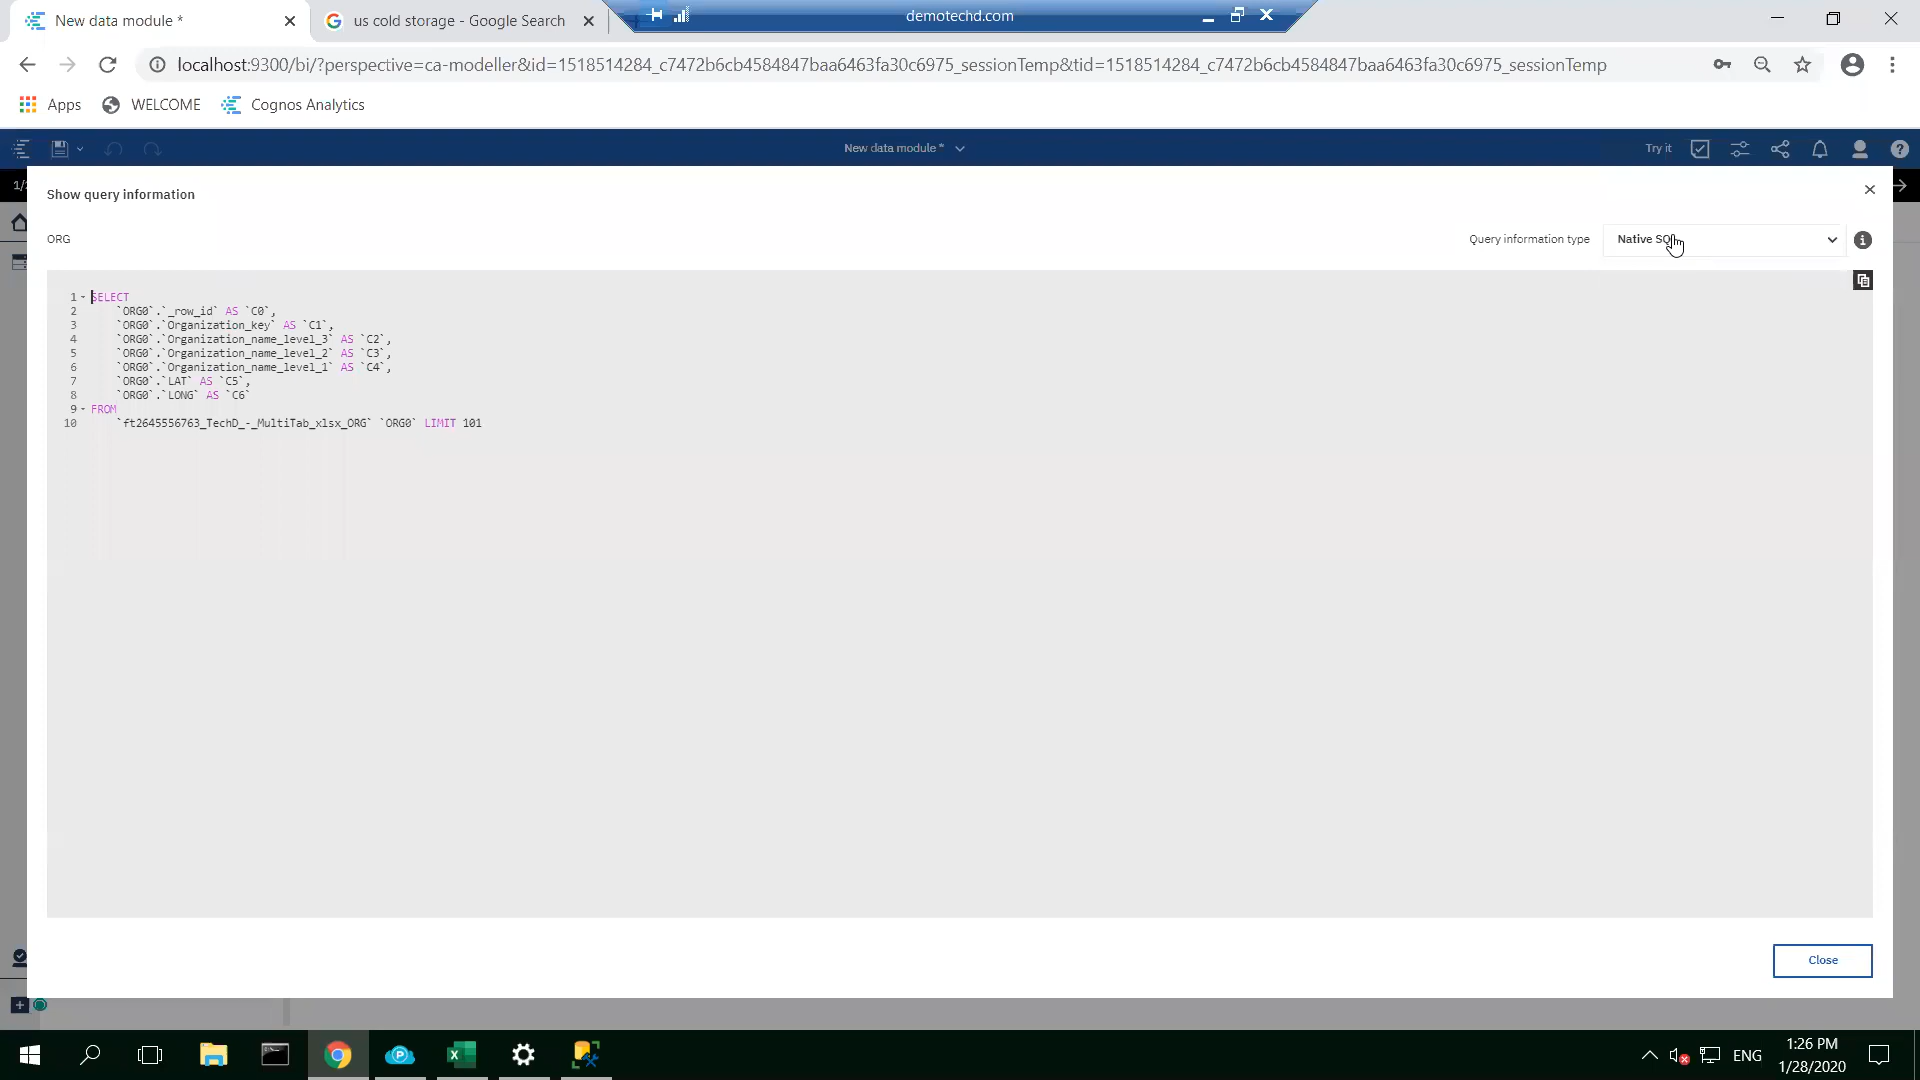 New data module *
us cold storage - Google Search
demotechd.com
localhost:9300/bi/?perspective=ca-modeller&id=1518514284_c7472b6cb4584847baa6463fa30c6975_sessionTemp&tid=1518514284_c7472b6cb4584847baa6463fa30c6975_sessionTemp
Apps
WELCOME
Cognos Analytics
New data module *
Try it
Show query information
ORG
Query information type
Native SQL
1 SELECT
2 `ORG0`.`_row_id` AS `C0`,
3 `ORG0`.`Organization_key` AS `C1`,
4 `ORG0`.`Organization_name_level_3` AS `C2`,
5 `ORG0`.`Organization_name_level_2` AS `C3`,
6 `ORG0`.`Organization_name_level_1` AS `C4`,
7 `ORG0`.`LAT` AS `C5`,
8 `ORG0`.`LONG` AS `C6`
9 FROM
10 `ft2645556763_TechD_-_MultiTab_xlsx_ORG` `ORG0` LIMIT 101
Close
ENG
1:26 PM
1/28/2020